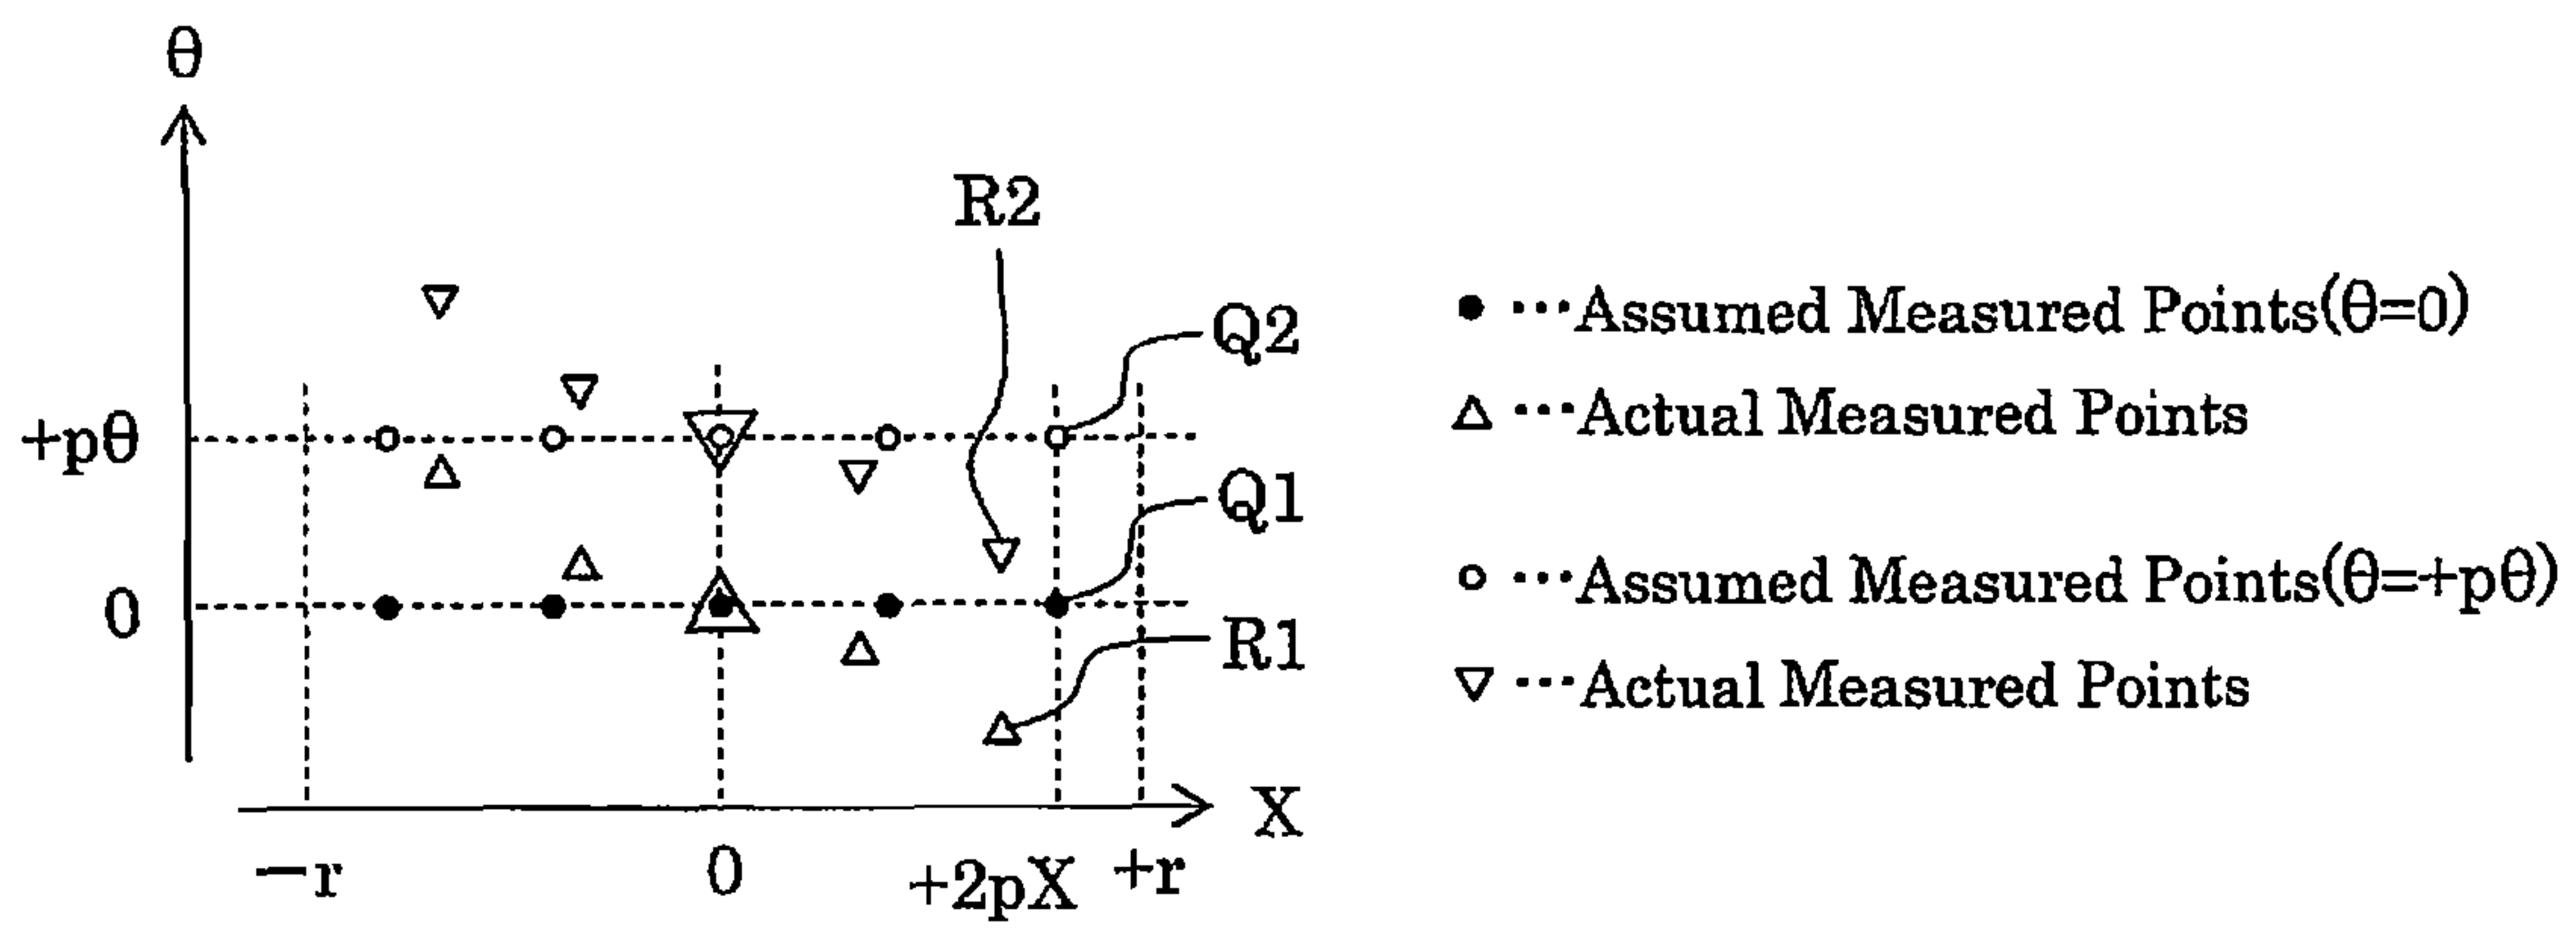 θ
R2
Q2
+pθ
Q1
0
R1
X
−r
0
+2pX
+r
● ···Assumed Measured Points(θ=0)
△ ···Actual Measured Points
○ ···Assumed Measured Points(θ=+pθ)
▽ ···Actual Measured Points